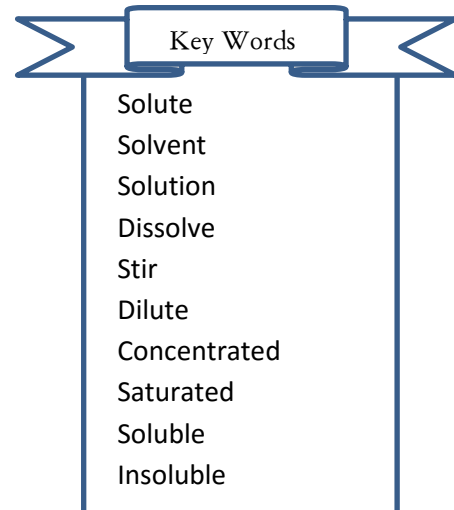 Key Words
Solute
Solvent
Solution
Dissolve
Stir
Dilute
Concentrated
Saturated
Soluble
Insoluble